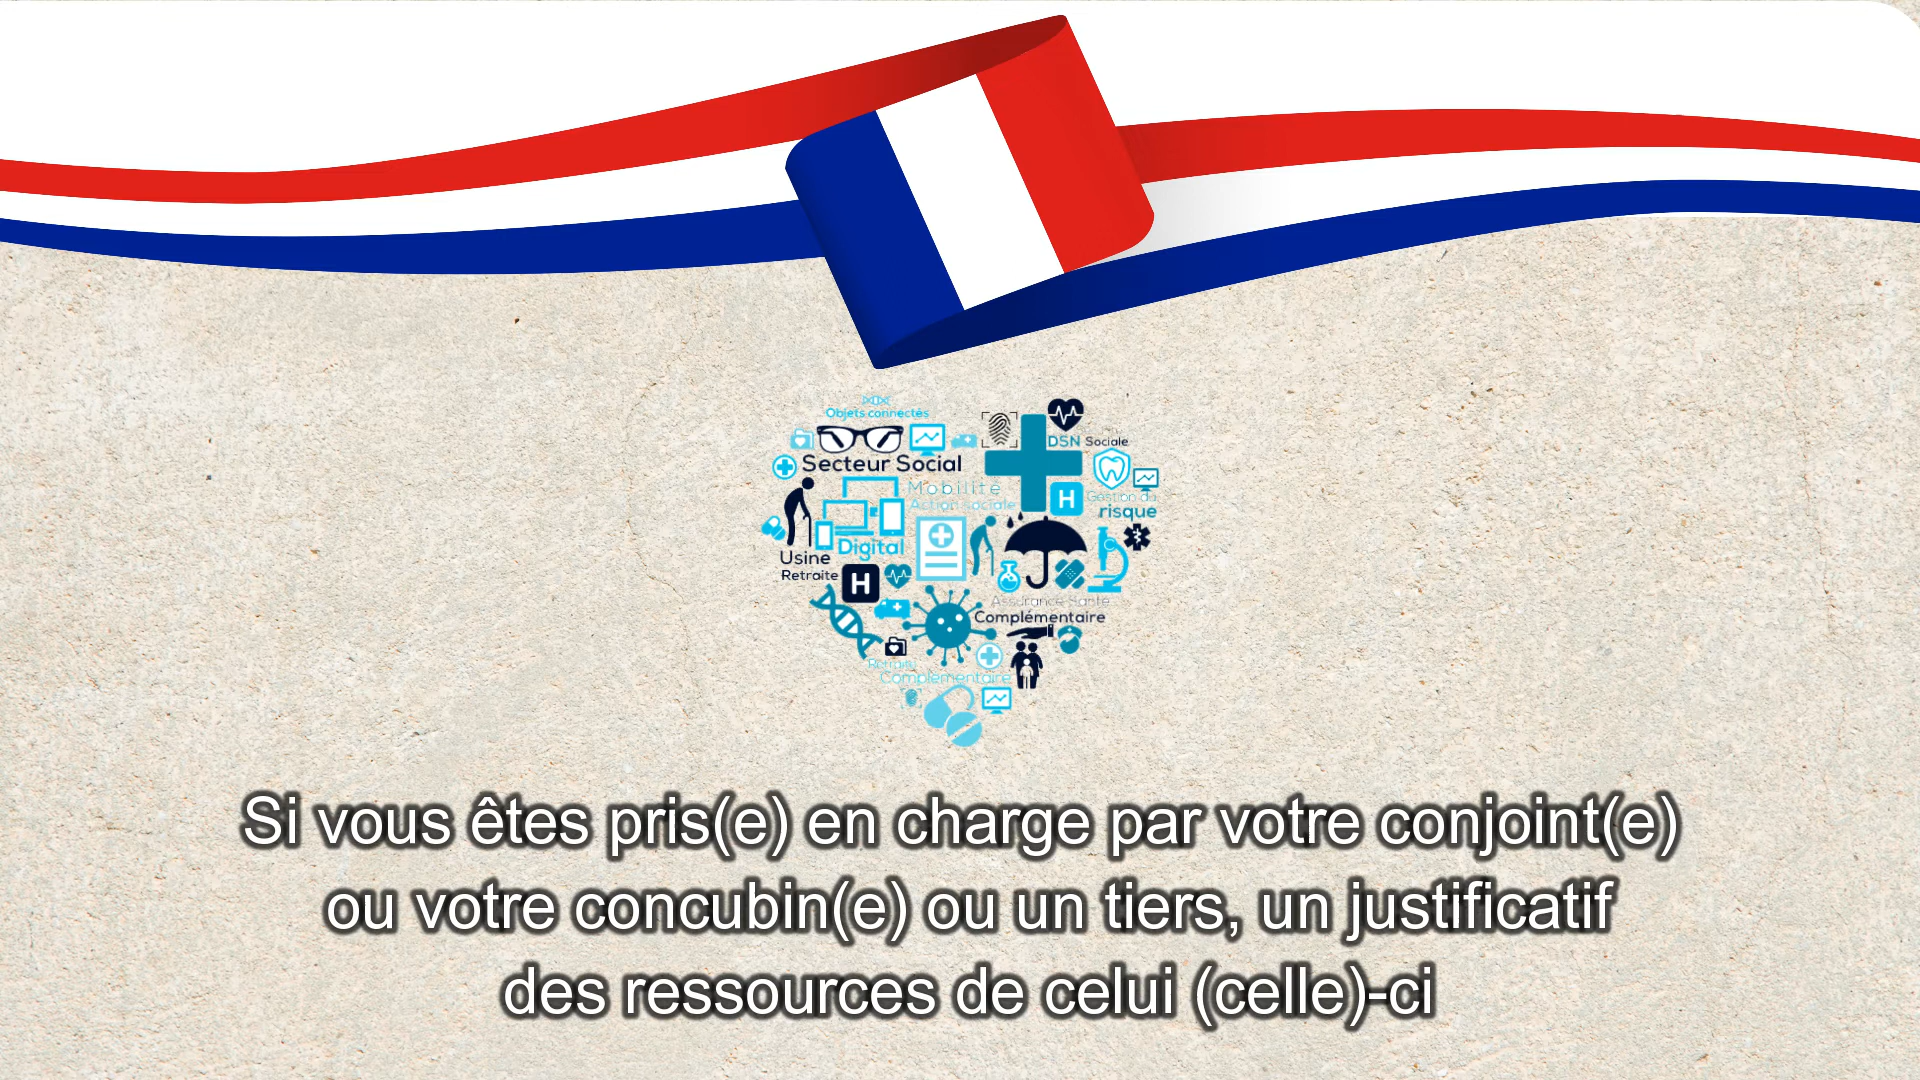 Objets connectés
DSN Sociale
Secteur Social
Mobilité
Action sociale
Gestion du
risque
Digital
Usine
Retraite
H
H
Assurance Santé
Complémentaire
Retraite
Complémentaire
Si vous êtes pris(e) en charge par votre conjoint(e)
ou votre concubin(e) ou un tiers, un justificatif
des ressources de celui (celle)-ci